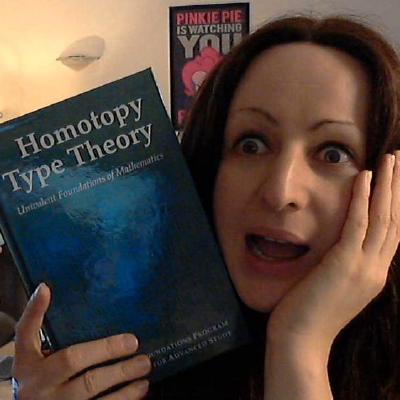 PINKIE PIE
IS WATCHING
YOU
Homotopy
Type Theory
Univalent Foundations of Mathematics
FOUNDATIONS PROGRAM
FOR ADVANCED STUDY